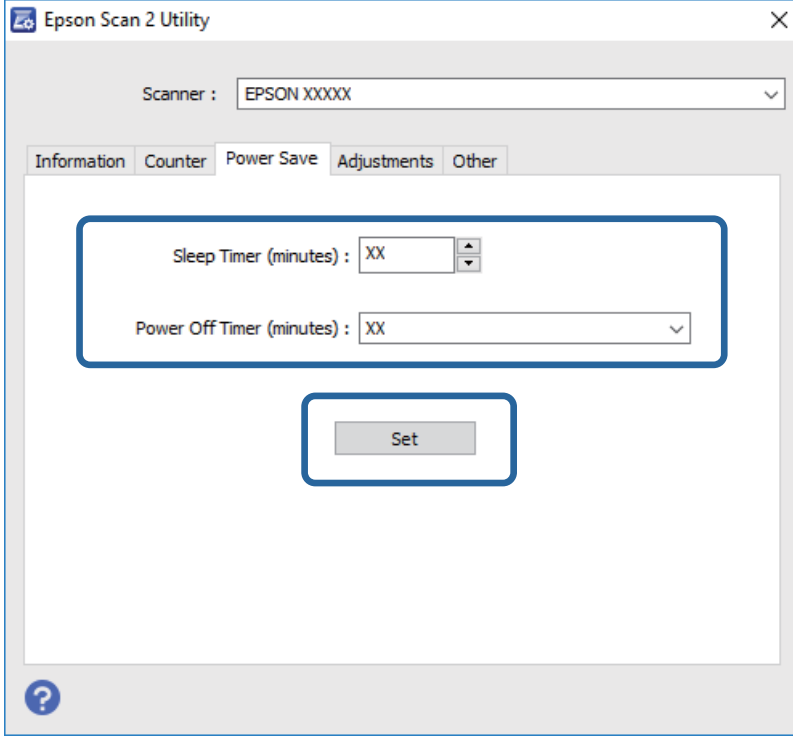 Epson Scan 2 Utility
Scanner : EPSON XXXXX
Information Counter Power Save Adjustments Other
Sleep Timer (minutes) : XX
Power Off Timer (minutes) : XX
Set
?